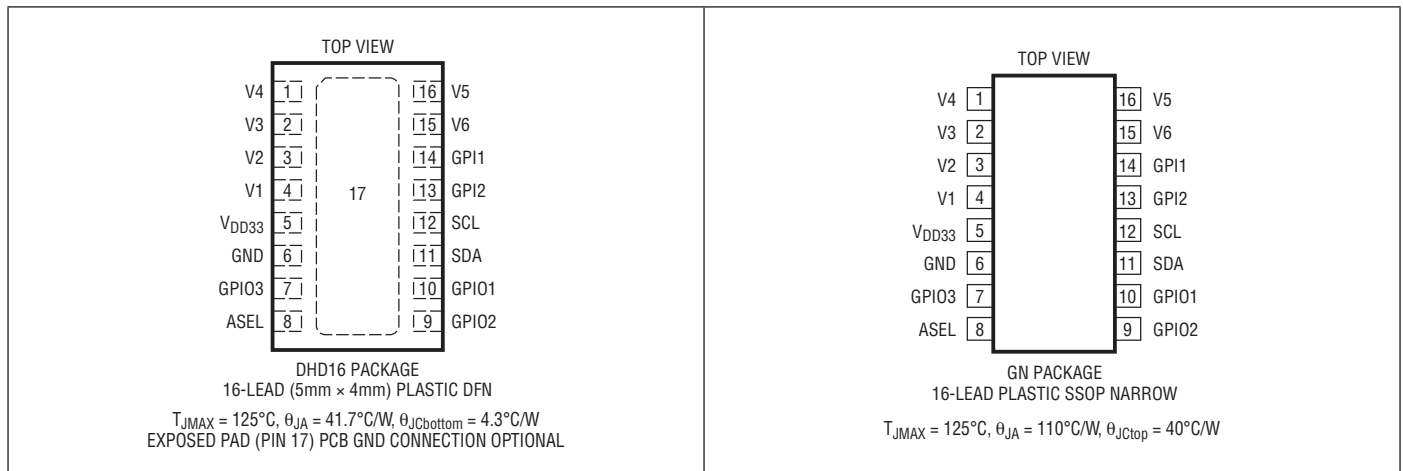 TOP VIEW
V4 1 16 V5
V3 2 15 V6
V2 3 14 GPI1
V1 4 17 13 GPI2
VDD33 5 12 SCL
GND 6 11 SDA
GPIO3 7 10 GPIO1
ASEL 8 9 GPIO2
DHD16 PACKAGE
16-LEAD (5mm × 4mm) PLASTIC DFN
TJMAX = 125°C, θJA = 41.7°C/W, θJCbottom = 4.3°C/W
EXPOSED PAD (PIN 17) PCB GND CONNECTION OPTIONAL
TOP VIEW
V4 1 16 V5
V3 2 15 V6
V2 3 14 GPI1
V1 4 13 GPI2
VDD33 5 12 SCL
GND 6 11 SDA
GPIO3 7 10 GPIO1
ASEL 8 9 GPIO2
GN PACKAGE
16-LEAD PLASTIC SSOP NARROW
TJMAX = 125°C, θJA = 110°C/W, θJCtop = 40°C/W